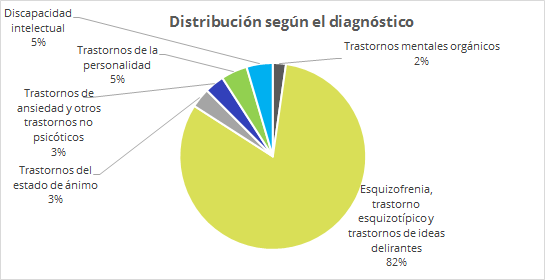 Distribución según el diagnóstico
Discapacidad
intelectual
5%
Trastornos de la
personalidad
5%
Trastornos de
ansiedad y otros
trastornos no
psicóticos
3%
Trastornos del
estado de ánimo
3%
Trastornos mentales orgánicos
2%
Esquizofrenia,
trastorno
esquizotípico y
trastornos de ideas
delirantes
82%